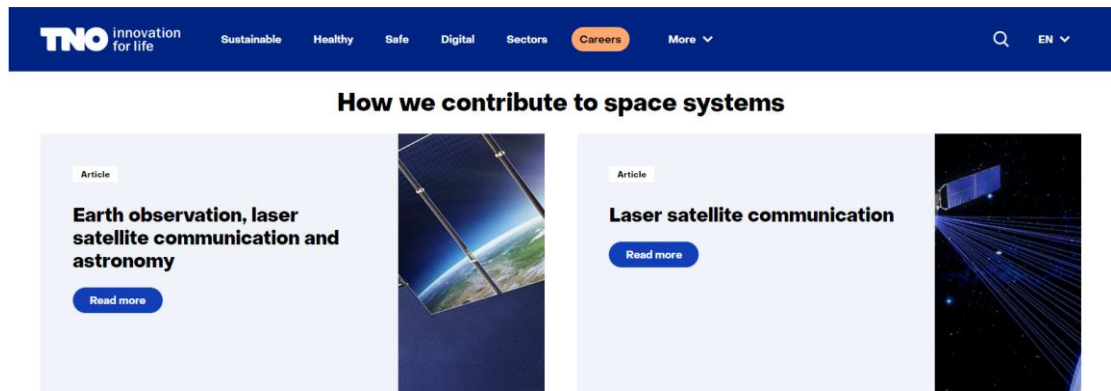 TNO innovation for life
Sustainable Healthy Safe Digital Sectors Careers More EN
How we contribute to space systems
Article
Earth observation, laser
satellite communication and
astronomy
Read more
Article
Laser satellite communication
Read more